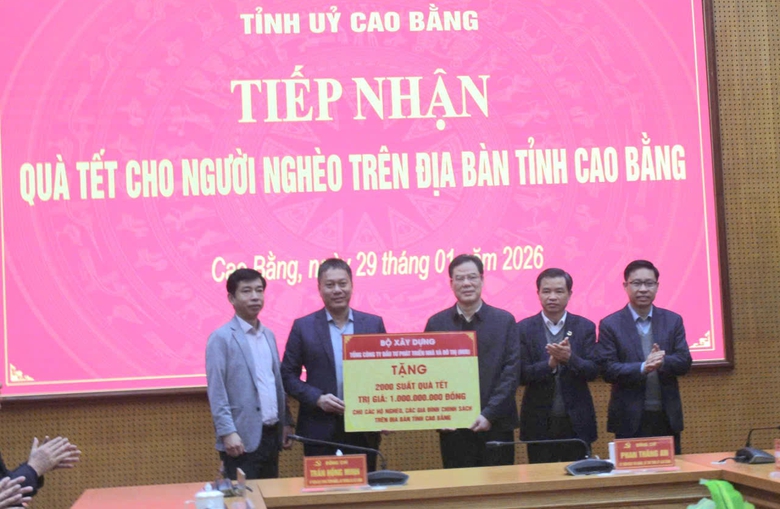 TỈNH UỶ CAO BẰNG
TIẾP NHẬN
QUÀ TẾT CHO NGƯỜI NGHÈO TRÊN ĐỊA BÀN TỈNH CAO BẰNG
Cao Bằng, ngày 29 tháng 01 năm 2026
BỘ XÂY DỰNG
TỔNG CÔNG TY ĐẦU TƯ PHÁT TRIỂN NHÀ VÀ ĐÔ THỊ (HUD)
TẶNG
2000 SUẤT QUÀ TẾT
TRỊ GIÁ: 1.000.000.000 ĐỒNG
CHO CÁC HỘ NGHÈO, CÁC GIA ĐÌNH CHÍNH SÁCH
TRÊN ĐỊA BÀN TỈNH CAO BẰNG
ĐỒNG CHÍ
TRẦN HỒNG MINH
ĐỒNG CHÍ
PHAN THĂNG AN